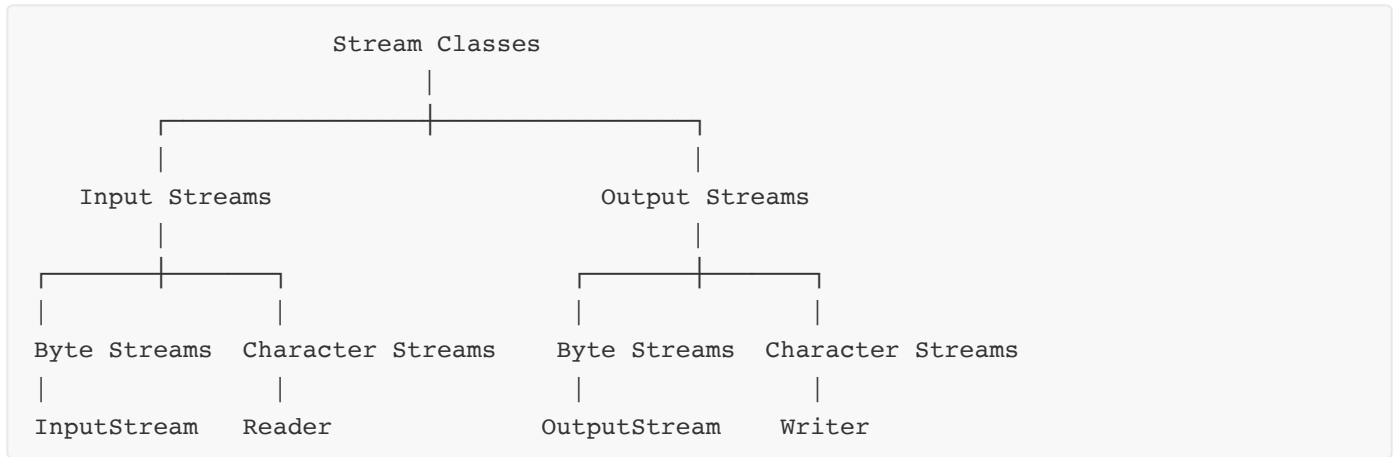 Stream Classes
Input Streams Output Streams
Byte Streams Character Streams Byte Streams Character Streams
InputStream Reader OutputStream Writer